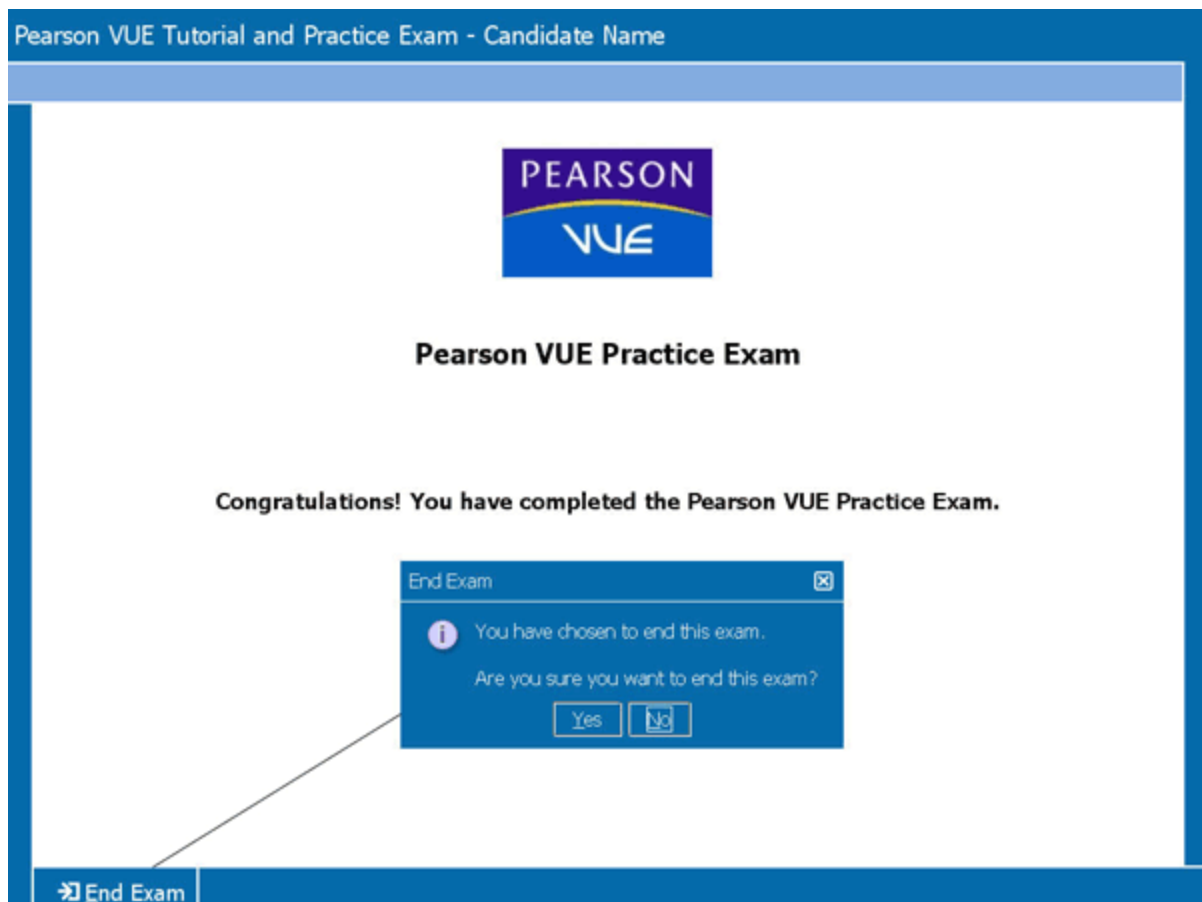 Pearson VUE Tutorial and Practice Exam - Candidate Name
PEARSON
VUE
Pearson VUE Practice Exam
Congratulations! You have completed the Pearson VUE Practice Exam.
End Exam
You have chosen to end this exam.
Are you sure you want to end this exam?
Yes No
End Exam